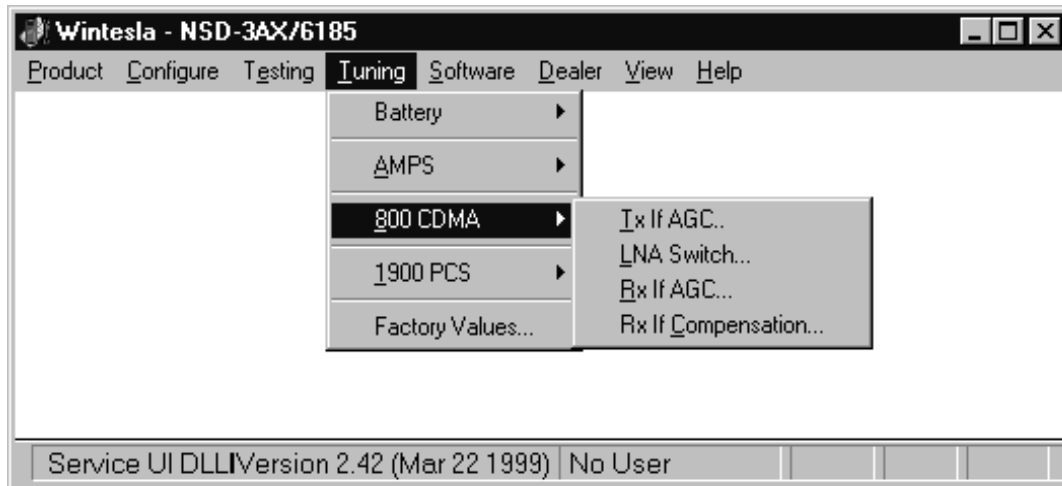 Wintesla - NSD-3AX/6185
Product Configure Testing Tuning Software Dealer View Help
Battery
AMPS
800 CDMA
1900 PCS
Factory Values...
Tx If AGC..
LNA Switch...
Rx If AGC...
Rx If Compensation...
Service UI DLLIVersion 2.42 (Mar 22 1999) No User